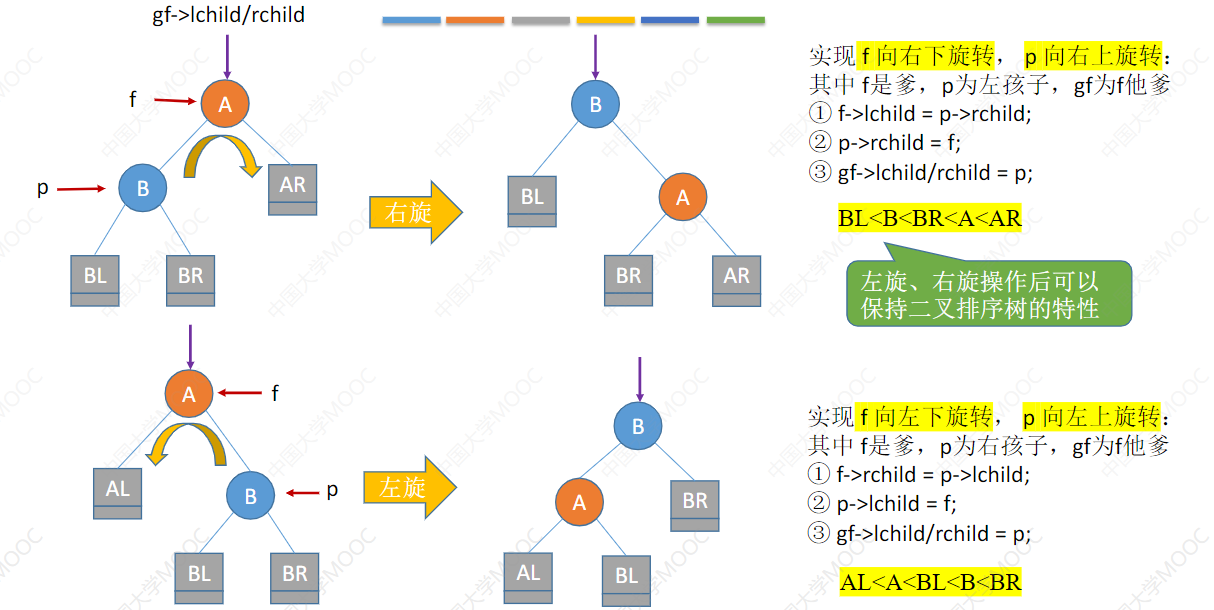 gf->lchild/rchild
f
A
p
B
AR
BL
BR
右旋
B
BL
A
BR
AR
实现 f 向右下旋转， p 向右上旋转：
其中 f是爹，p为左孩子，gf为f他爹
① f->lchild = p->rchild;
② p->rchild = f;
③ gf->lchild/rchild = p;
BL<B<BR<A<AR
左旋、右旋操作后可以
保持二叉排序树的特性
A
f
AL
B
p
BL
BR
左旋
B
A
BR
AL
BL
实现 f 向左下旋转， p 向左上旋转：
其中 f是爹，p为右孩子，gf为f他爹
① f->rchild = p->lchild;
② p->lchild = f;
③ gf->lchild/rchild = p;
AL<A<BL<B<BR
中国大学MOOC